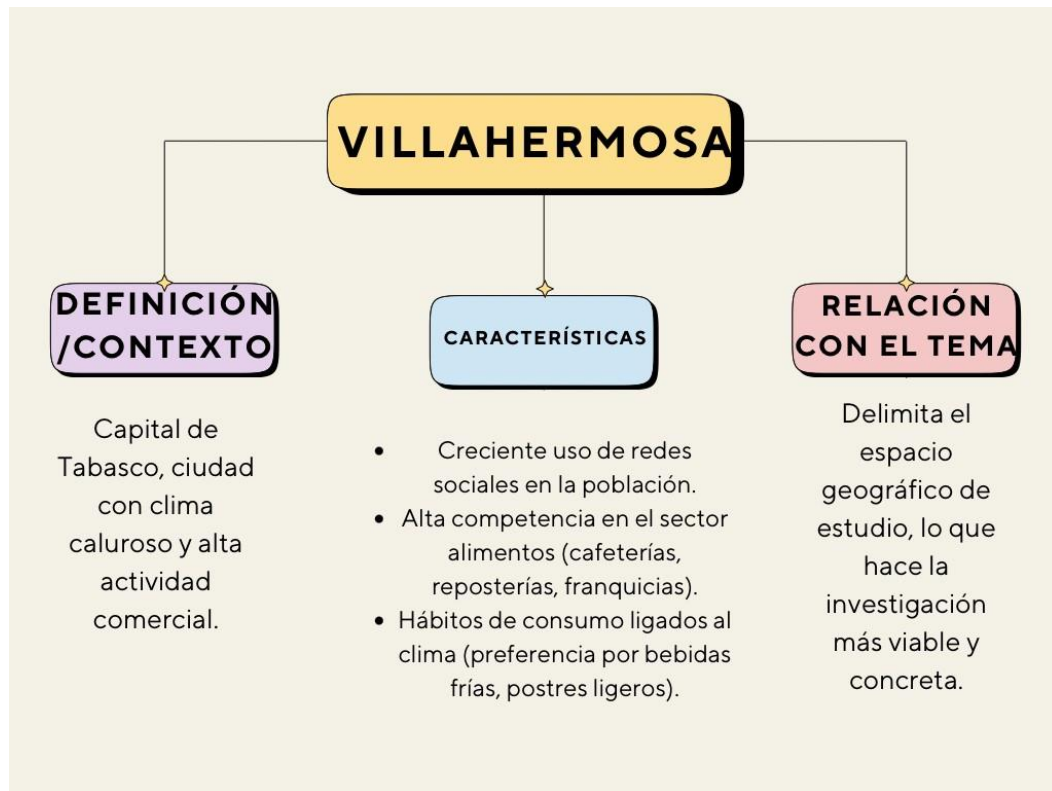 VILLAHERMOSA
DEFINICIÓN
/CONTEXTO
Capital de
Tabasco, ciudad
con clima
caluroso y alta
actividad
comercial.
CARACTERÍSTICAS
• Creciente uso de redes
sociales en la población.
• Alta competencia en el sector
alimentos (cafeterías,
reposterías, franquicias).
• Hábitos de consumo ligados al
clima (preferencia por bebidas
frías, postres ligeros).
RELACIÓN
CON EL TEMA
Delimita el
espacio
geográfico de
estudio, lo que
hace la
investigación
más viable y
concreta.